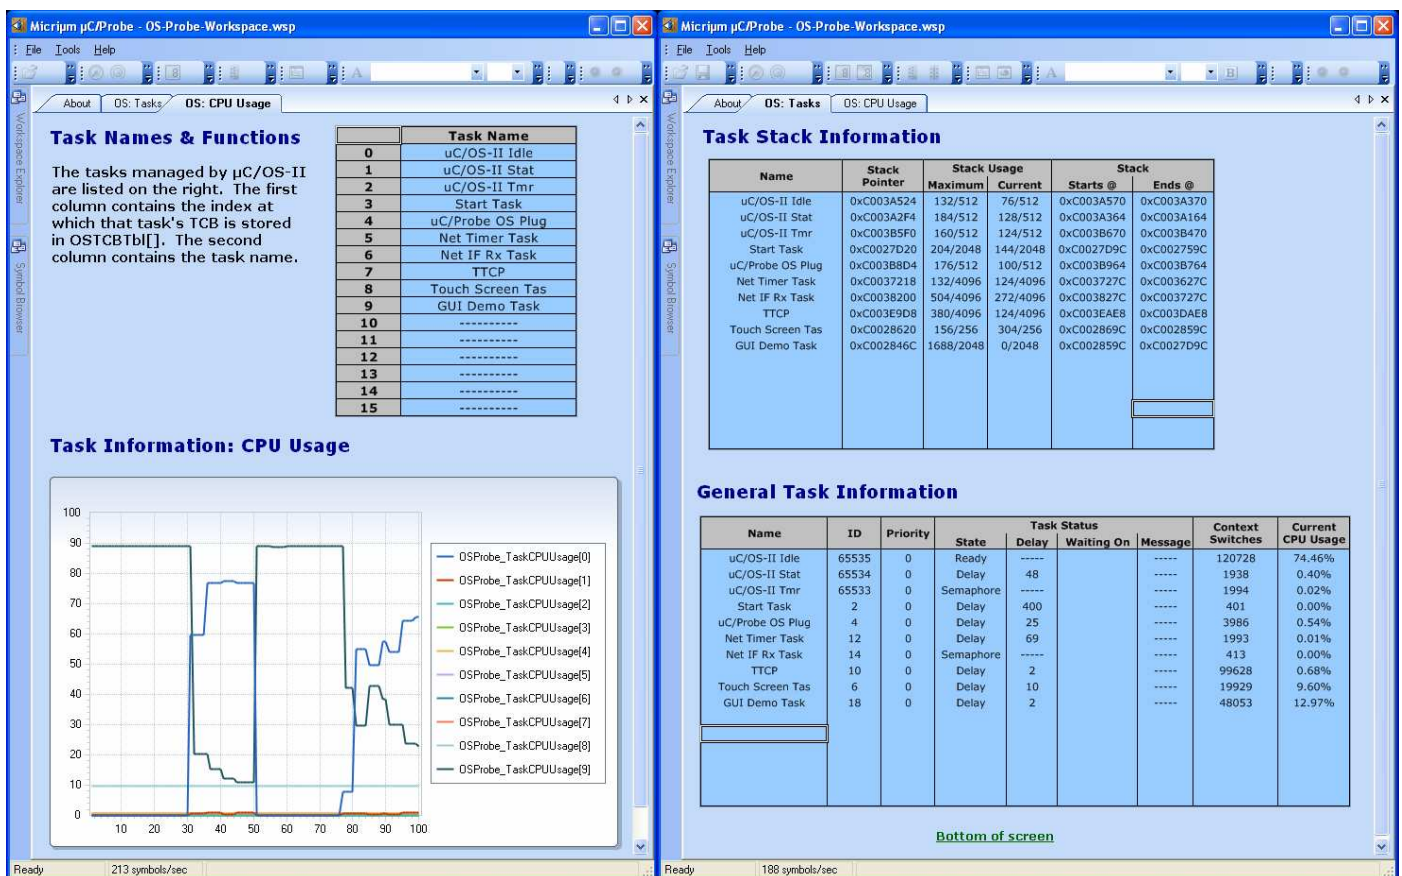 Micriµm µC/Probe - OS-Probe-Workspace.wsp
File Tools Help
About OS: Tasks OS: CPU Usage
Workspace Explorer
Symbol Browser
Task Names & Functions
The tasks managed by µC/OS-II
are listed on the right. The first
column contains the index at
which that task's TCB is stored
in OSTCBTbl[]. The second
column contains the task name.
Task Name
0 uC/OS-II Idle
1 uC/OS-II Stat
2 uC/OS-II Tmr
3 Start Task
4 uC/Probe OS Plug
5 Net Timer Task
6 Net IF Rx Task
7 TTCP
8 Touch Screen Tas
9 GUI Demo Task
10 ----------
11 ----------
12 ----------
13 ----------
14 ----------
15 ----------
Task Information: CPU Usage
100
90
80
70
60
50
40
30
20
10
0
10 20 30 40 50 60 70 80 90 100
OSProbe_TaskCPUUsage[0]
OSProbe_TaskCPUUsage[1]
OSProbe_TaskCPUUsage[2]
OSProbe_TaskCPUUsage[3]
OSProbe_TaskCPUUsage[4]
OSProbe_TaskCPUUsage[5]
OSProbe_TaskCPUUsage[6]
OSProbe_TaskCPUUsage[7]
OSProbe_TaskCPUUsage[8]
OSProbe_TaskCPUUsage[9]
Ready 213 symbols/sec
Micriµm µC/Probe - OS-Probe-Workspace.wsp
File Tools Help
About OS: Tasks OS: CPU Usage
Workspace Explorer
Symbol Browser
Task Stack Information
Name Stack Pointer Stack Usage Stack
Maximum Current Starts @ Ends @
uC/OS-II Idle 0xC003A524 132/512 76/512 0xC003A570 0xC003A370
uC/OS-II Stat 0xC003A2F4 184/512 128/512 0xC003A364 0xC003A164
uC/OS-II Tmr 0xC003B5F0 160/512 124/512 0xC003B670 0xC003B470
Start Task 0xC0027D20 204/2048 144/2048 0xC0027D9C 0xC002759C
uC/Probe OS Plug 0xC003B8D4 176/512 100/512 0xC003B964 0xC003B764
Net Timer Task 0xC0037218 132/4096 124/4096 0xC003727C 0xC003627C
Net IF Rx Task 0xC0038200 504/4096 272/4096 0xC003827C 0xC003727C
TTCP 0xC003E9D8 380/4096 124/4096 0xC003EAE8 0xC003DAE8
Touch Screen Tas 0xC0028620 156/256 304/256 0xC002869C 0xC002859C
GUI Demo Task 0xC002846C 1688/2048 0/2048 0xC002859C 0xC0027D9C
General Task Information
Name ID Priority Task Status Context Switches Current CPU Usage
State Delay Waiting On Message
uC/OS-II Idle 65535 0 Ready ----- ----- 120728 74.46%
uC/OS-II Stat 65534 0 Delay 48 ----- 1938 0.40%
uC/OS-II Tmr 65533 0 Semaphore ----- ----- 1994 0.02%
Start Task 2 0 Delay 400 ----- 401 0.00%
uC/Probe OS Plug 4 0 Delay 25 ----- 3986 0.54%
Net Timer Task 12 0 Delay 69 ----- 1993 0.01%
Net IF Rx Task 14 0 Semaphore ----- ----- 413 0.00%
TTCP 10 0 Delay 2 ----- 99628 0.68%
Touch Screen Tas 6 0 Delay 10 ----- 19929 9.60%
GUI Demo Task 18 0 Delay 2 ----- 48053 12.97%
Bottom of screen
Ready 188 symbols/sec